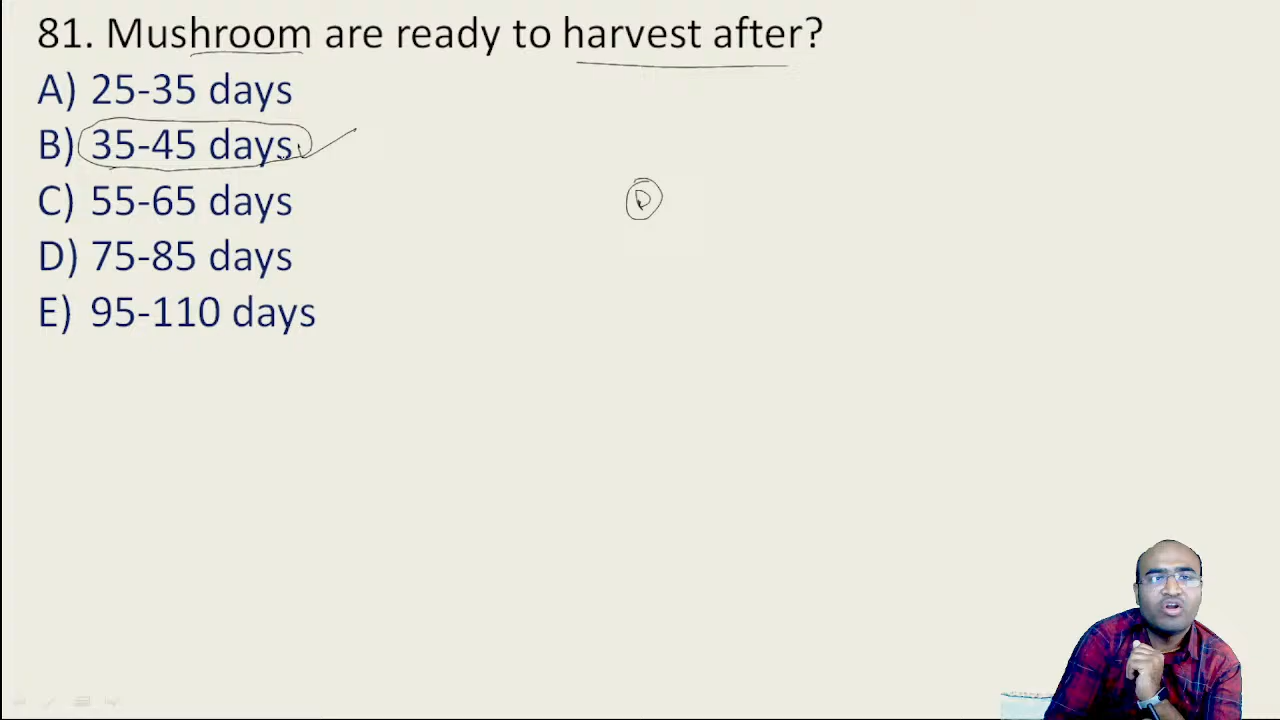 81. Mushroom are ready to harvest after?
A) 25-35 days
B) 35-45 days
C) 55-65 days
D) 75-85 days
E) 95-110 days
D